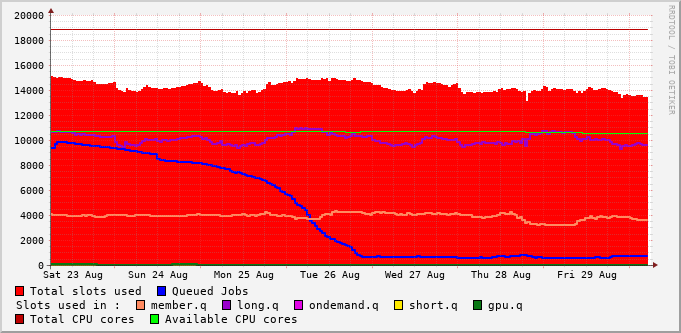 20000
18000
16000
14000
12000
10000
8000
6000
4000
2000
0
Sat 23 Aug Sun 24 Aug Mon 25 Aug Tue 26 Aug Wed 27 Aug Thu 28 Aug Fri 29 Aug
RRDTOOL / TOBI OETIKER
Total slots used Queued Jobs
Slots used in : member.q long.q ondemand.q short.q gpu.q
Total CPU cores Available CPU cores